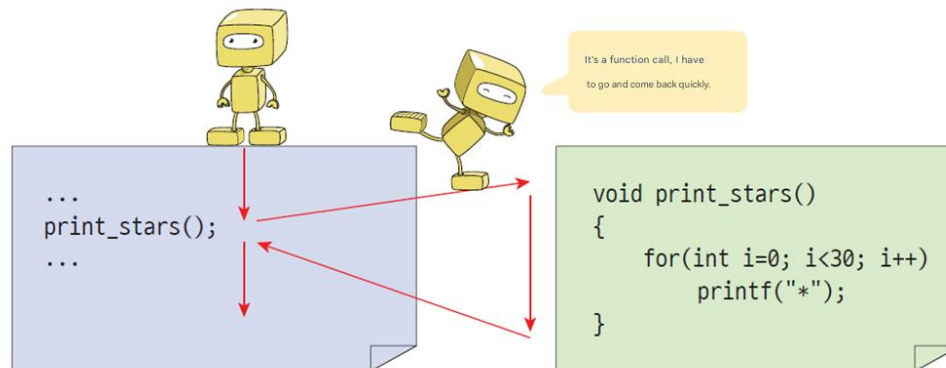 It's a function call, I have
to go and come back quickly.
...
print_stars();
...
void print_stars()
{
for(int i=0; i<30; i++)
printf("*");
}